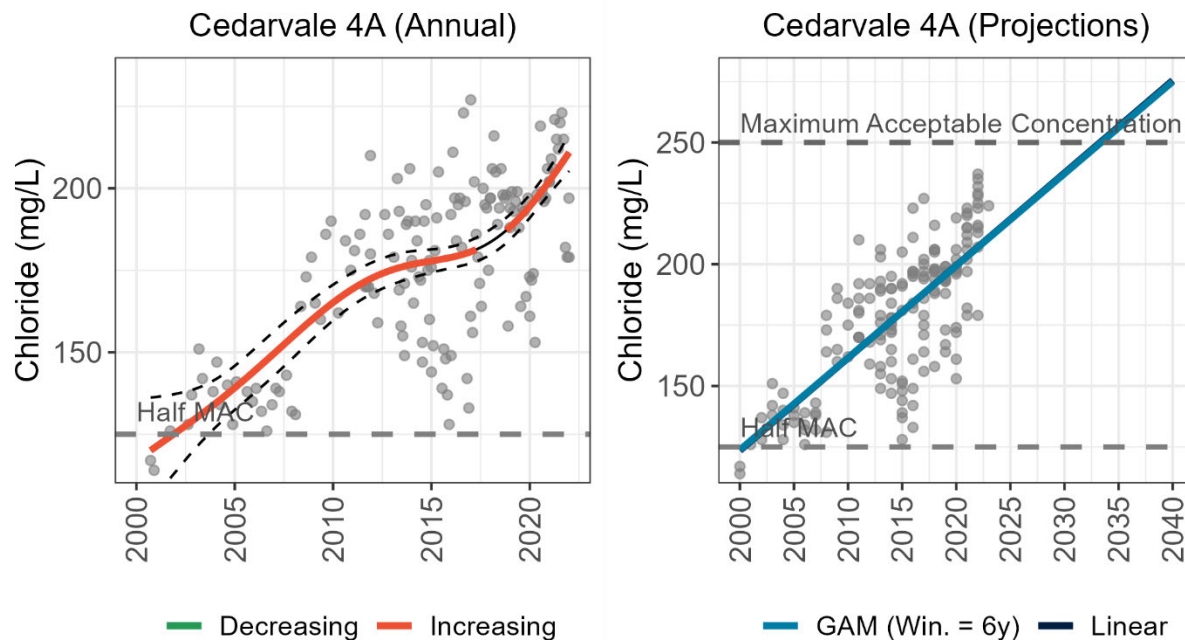 Cedarvale 4A (Annual)
Chloride (mg/L)
200
150
Half MAC
2000
2005
2010
2015
2020
Decreasing
Increasing
Cedarvale 4A (Projections)
Chloride (mg/L)
250
200
150
Maximum Acceptable Concentration
Half MAC
2000
2005
2010
2015
2020
2025
2030
2035
2040
GAM (Win. = 6y)
Linear